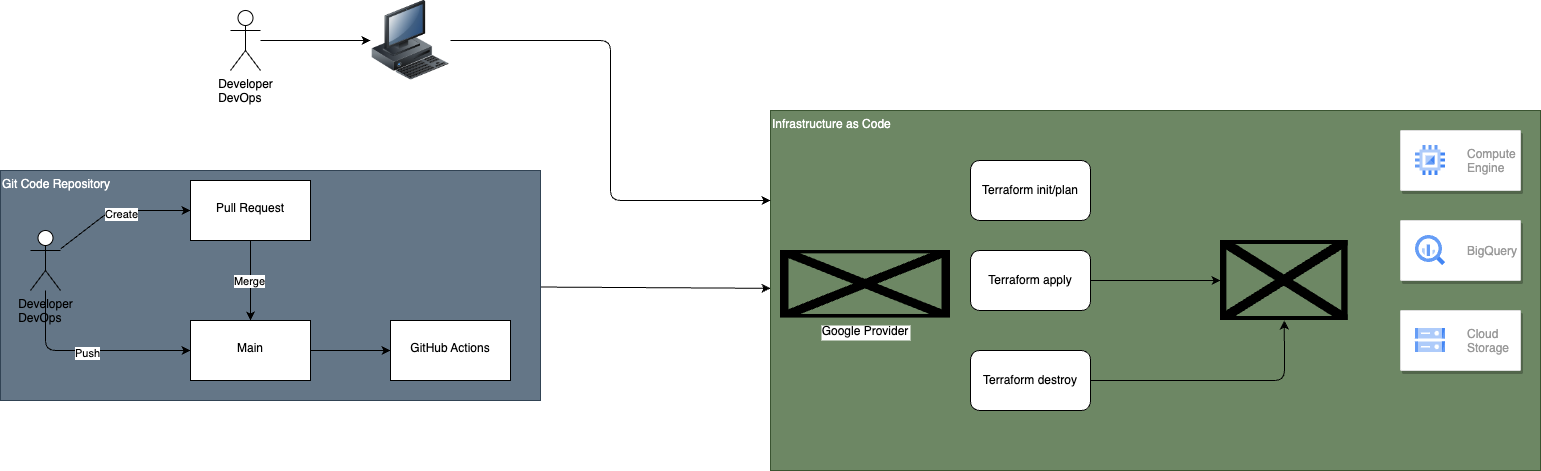 Developer
DevOps
Infrastructure as Code
Compute
Engine
Git Code Repository
Terraform init/plan
Pull Request
Create
BigQuery
Merge
Terraform apply
Developer
DevOps
Google Provider
Cloud
Storage
Push
Main
GitHub Actions
Terraform destroy